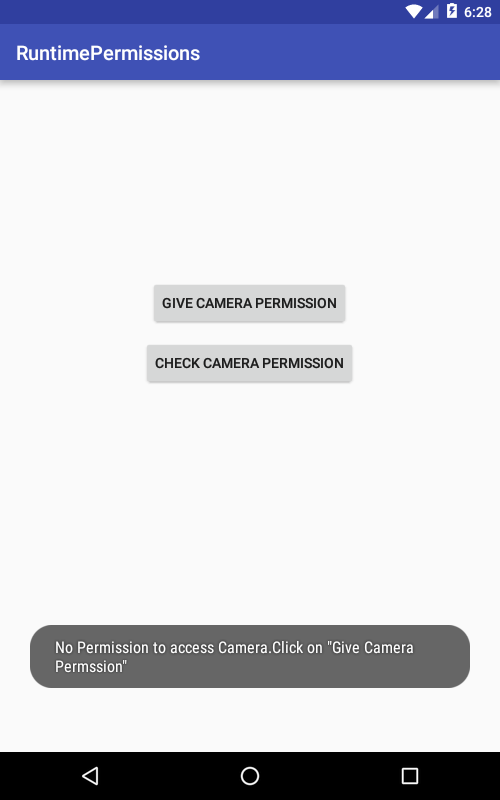 6:28
RuntimePermissions
GIVE CAMERA PERMISSION
CHECK CAMERA PERMISSION
No Permission to access Camera.Click on "Give Camera
Permssion"